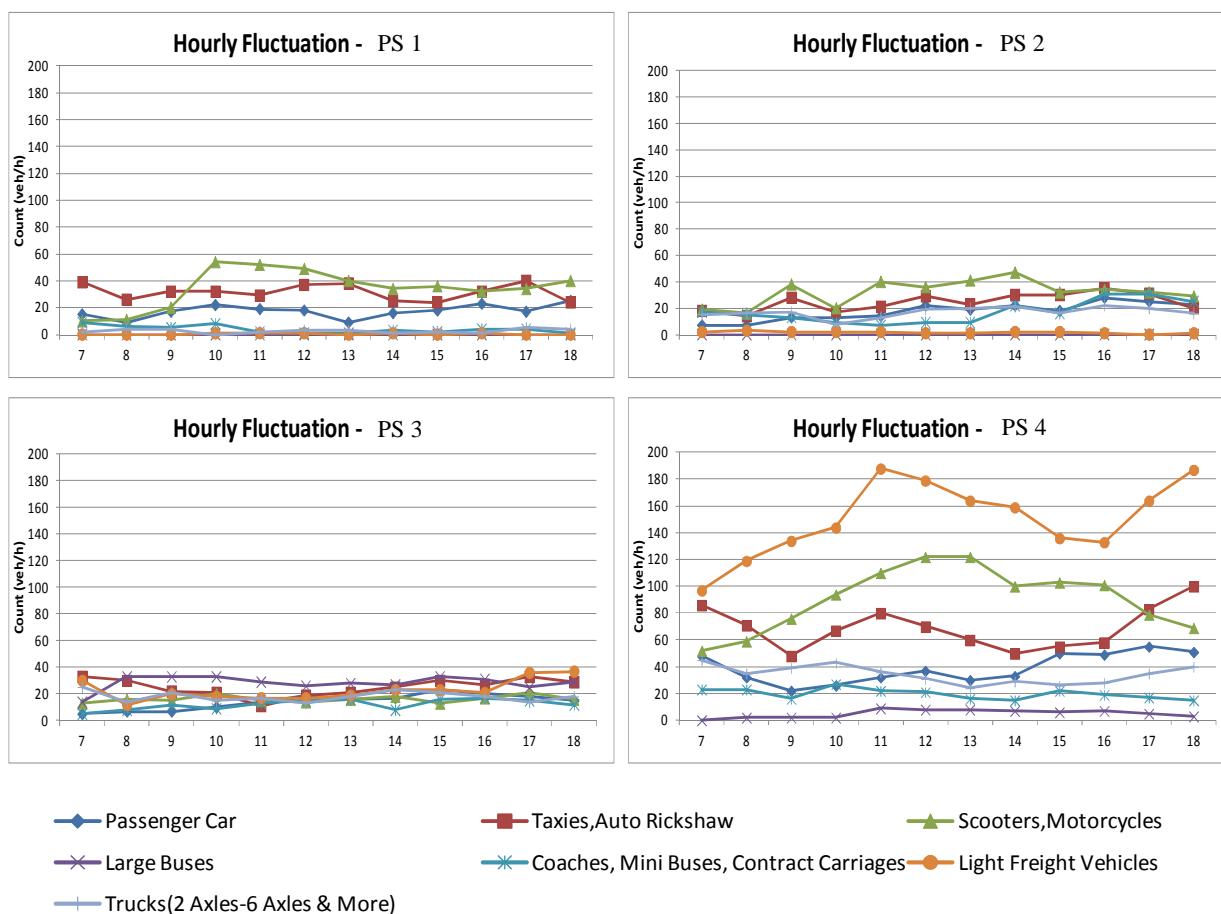 Hourly Fluctuation - PS 1
200
180
160
140
120
100
80
60
40
20
0
Count (veh/h)
7 8 9 10 11 12 13 14 15 16 17 18
Hourly Fluctuation - PS 2
200
180
160
140
120
100
80
60
40
20
0
Count (veh/h)
7 8 9 10 11 12 13 14 15 16 17 18
Hourly Fluctuation - PS 3
200
180
160
140
120
100
80
60
40
20
0
Count (veh/h)
7 8 9 10 11 12 13 14 15 16 17 18
Hourly Fluctuation - PS 4
200
180
160
140
120
100
80
60
40
20
0
Count (veh/h)
7 8 9 10 11 12 13 14 15 16 17 18
Passenger Car
Taxies,Auto Rickshaw
Scooters,Motorcycles
Large Buses
Coaches, Mini Buses, Contract Carriages
Light Freight Vehicles
Trucks(2 Axles-6 Axles & More)